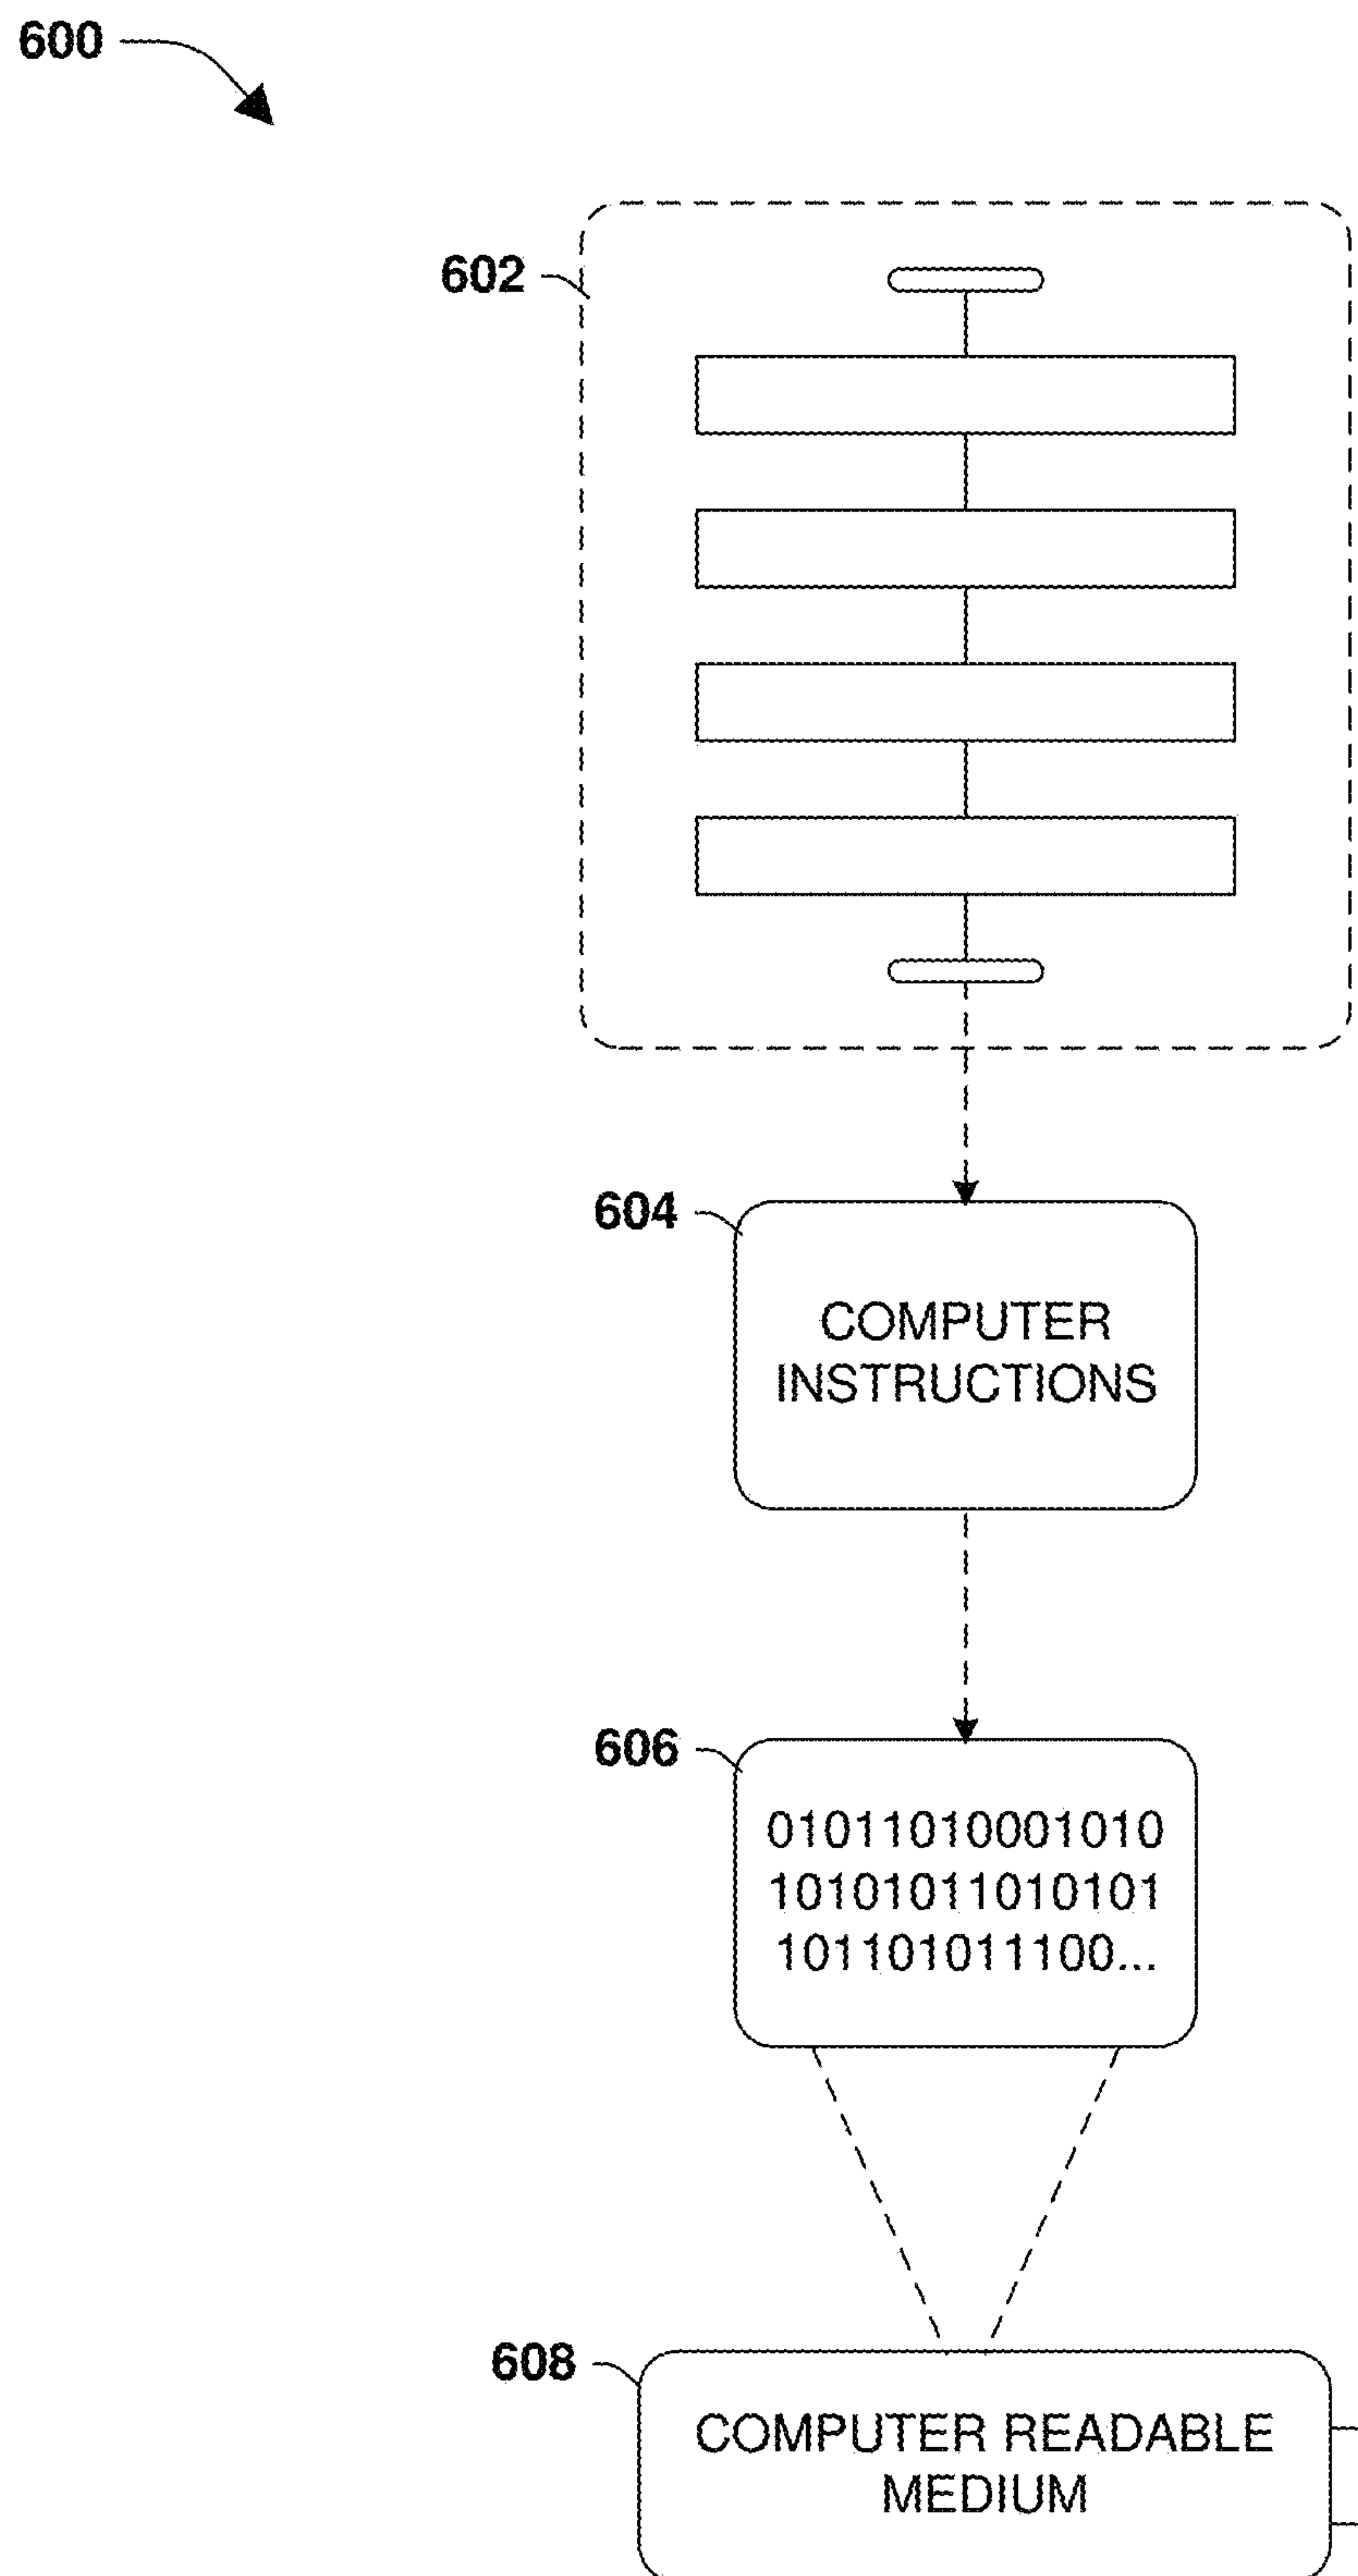 600
602
604
COMPUTER
INSTRUCTIONS
606
01011010001010
10101011010101
101101011100...
608
COMPUTER READABLE
MEDIUM